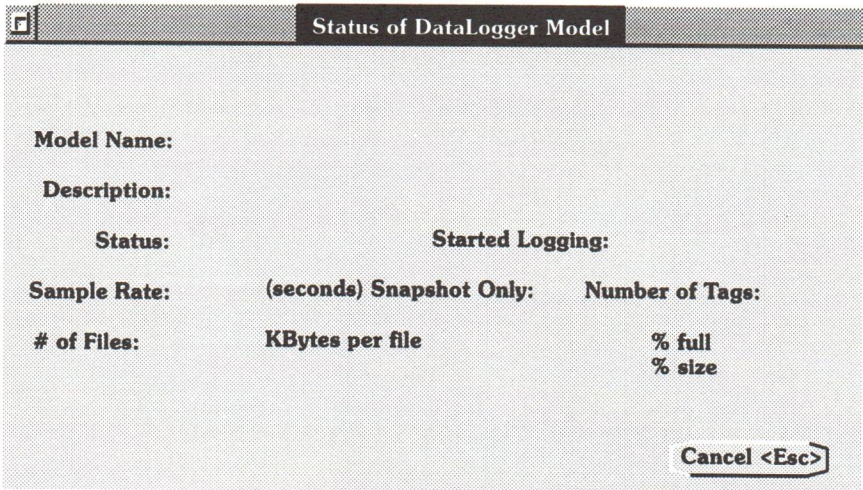 Status of DataLogger Model
Model Name:
Description:
Status: Started Logging:
Sample Rate: (seconds) Snapshot Only: Number of Tags:
# of Files: KBytes per file % full
% size
Cancel <Esc>